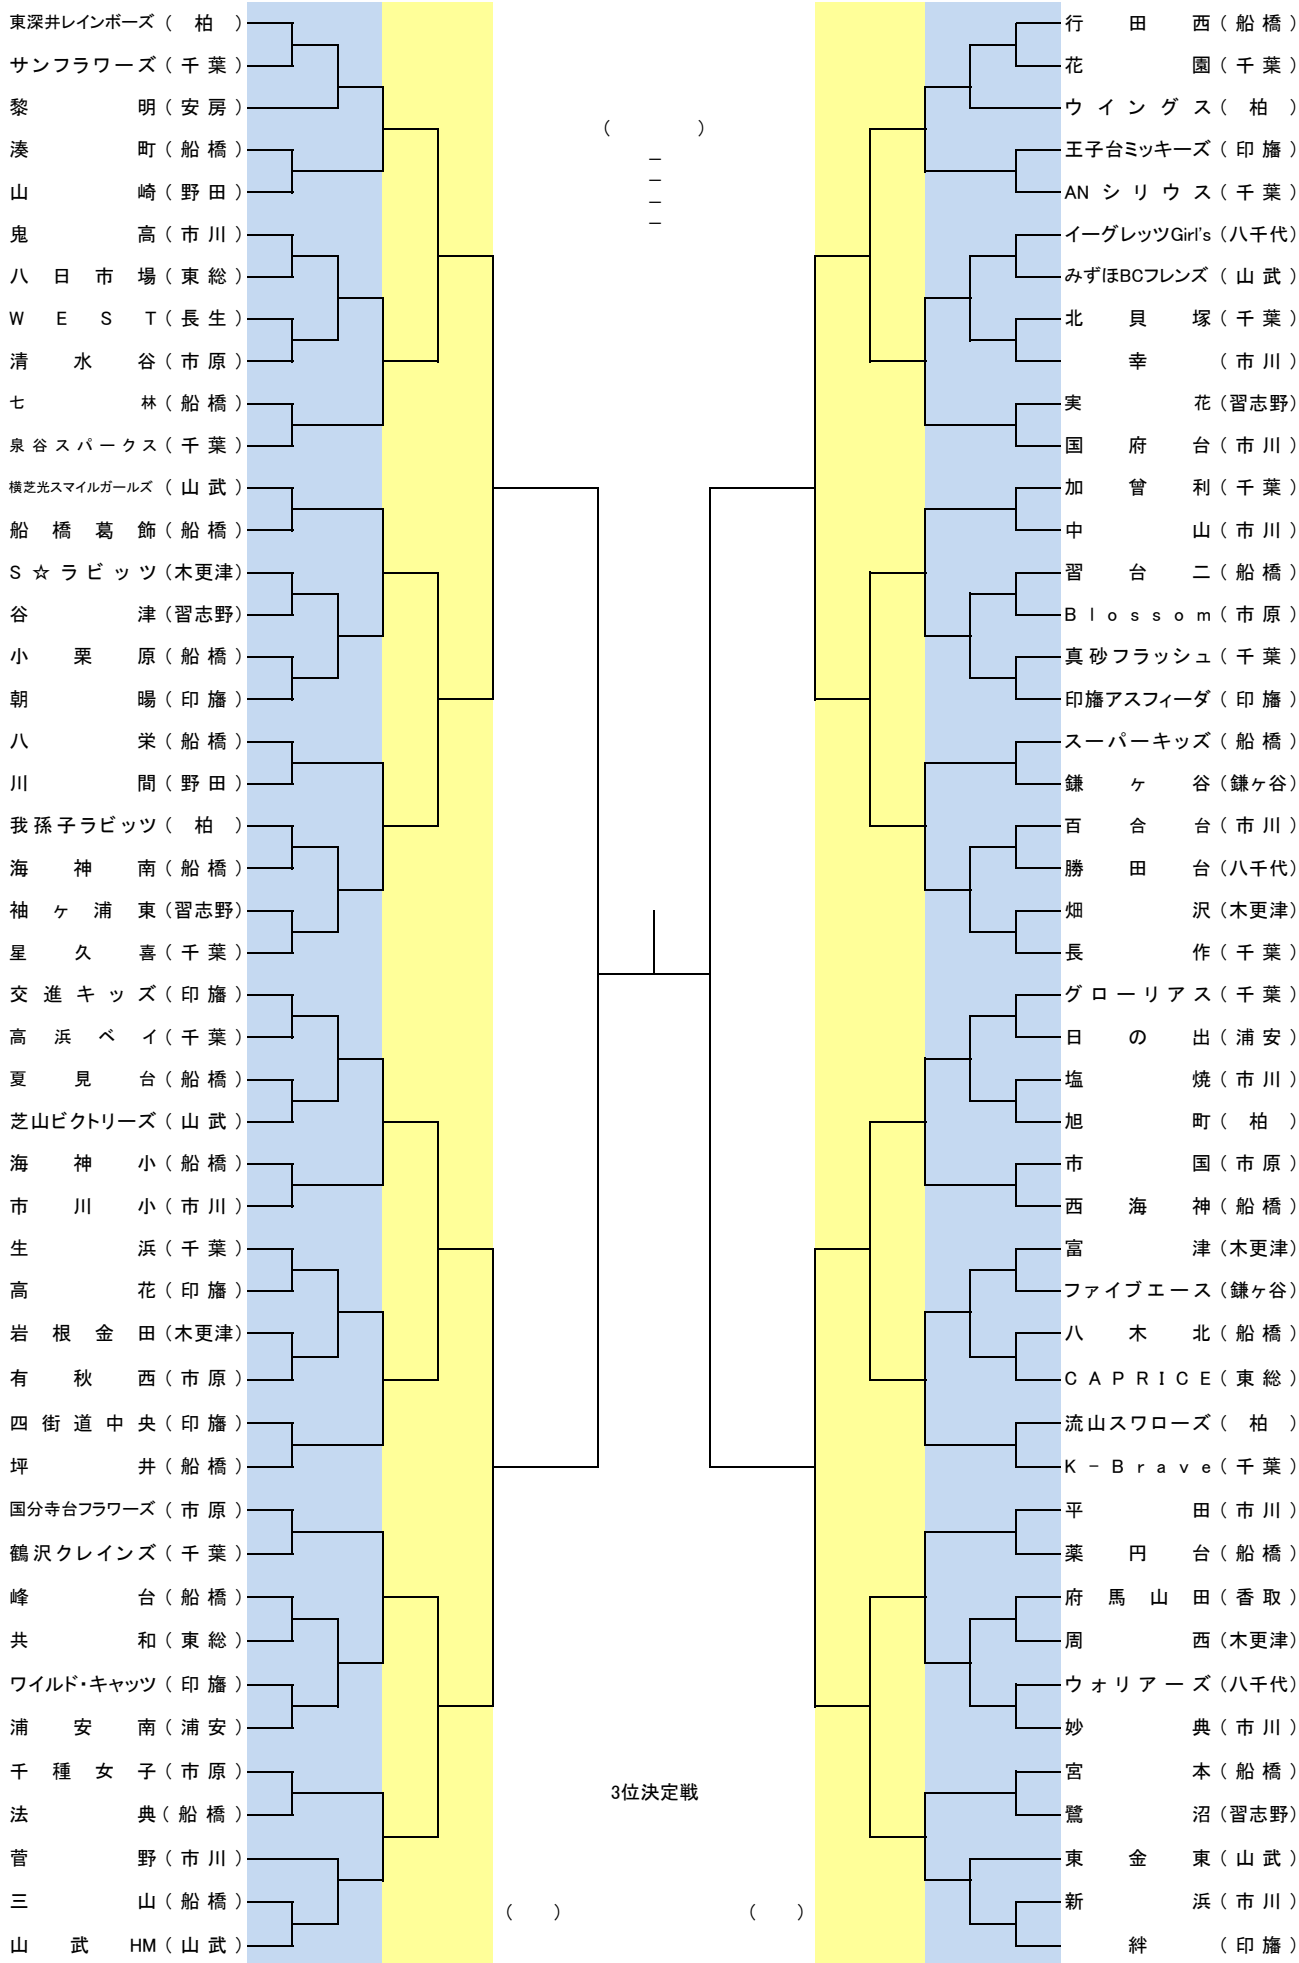 東深井レインボーズ(柏)
サンフラワーズ(千葉)
黎明(安房)
湊町(船橋)
山崎(野田)
鬼高(市川)
八日市場(東総)
WEST(長生)
清水谷(市原)
七林(船橋)
泉谷スパークス(千葉)
横芝光スマイルガールズ(山武)
船橋葛飾(船橋)
S☆ラビッツ(木更津)
谷津(習志野)
小栗原(船橋)
朝暘(印旛)
八栄(船橋)
川間(野田)
我孫子ラビッツ(柏)
海神南(船橋)
袖ヶ浦東(習志野)
星久喜(千葉)
交進キッズ(印旛)
高浜ベイ(千葉)
夏見台(船橋)
芝山ビクトリーズ(山武)
海神小(船橋)
市川小(市川)
生浜(千葉)
高花(印旛)
岩根金田(木更津)
有秋西(市原)
四街道中央(印旛)
坪井(船橋)
国分寺台フラワーズ(市原)
鶴沢クレインズ(千葉)
峰台(船橋)
共和(東総)
ワイルド・キャッツ(印旛)
浦安南(浦安)
千種女子(市原)
法典(船橋)
菅野(市川)
三山(船橋)
山武HM(山武)
( )
－
－
－
－
3位決定戦
( ) ( )
行田西(船橋)
花園(千葉)
ウイングス(柏)
王子台ミッキーズ(印旛)
ANシリウス(千葉)
イーグレッツGirl's(八千代)
みずほBCフレンズ(山武)
北貝塚(千葉)
幸(市川)
実花(習志野)
国府台(市川)
加曾利(千葉)
中山(市川)
習台二(船橋)
Blossom(市原)
真砂フラッシュ(千葉)
印旛アスフィーダ(印旛)
スーパーキッズ(船橋)
鎌ヶ谷(鎌ヶ谷)
百合台(市川)
勝田台(八千代)
畑沢(木更津)
長作(千葉)
グローリアス(千葉)
日の出(浦安)
塩焼(市川)
旭町(柏)
市国(市原)
西海神(船橋)
富津(木更津)
ファイブエース(鎌ヶ谷)
八木北(船橋)
CAPRICE(東総)
流山スワローズ(柏)
K-Brave(千葉)
平田(市川)
薬円台(船橋)
府馬山田(香取)
周西(木更津)
ウォリアーズ(八千代)
妙典(市川)
宮本(船橋)
鷺沼(習志野)
東金東(山武)
新浜(市川)
絆(印旛)